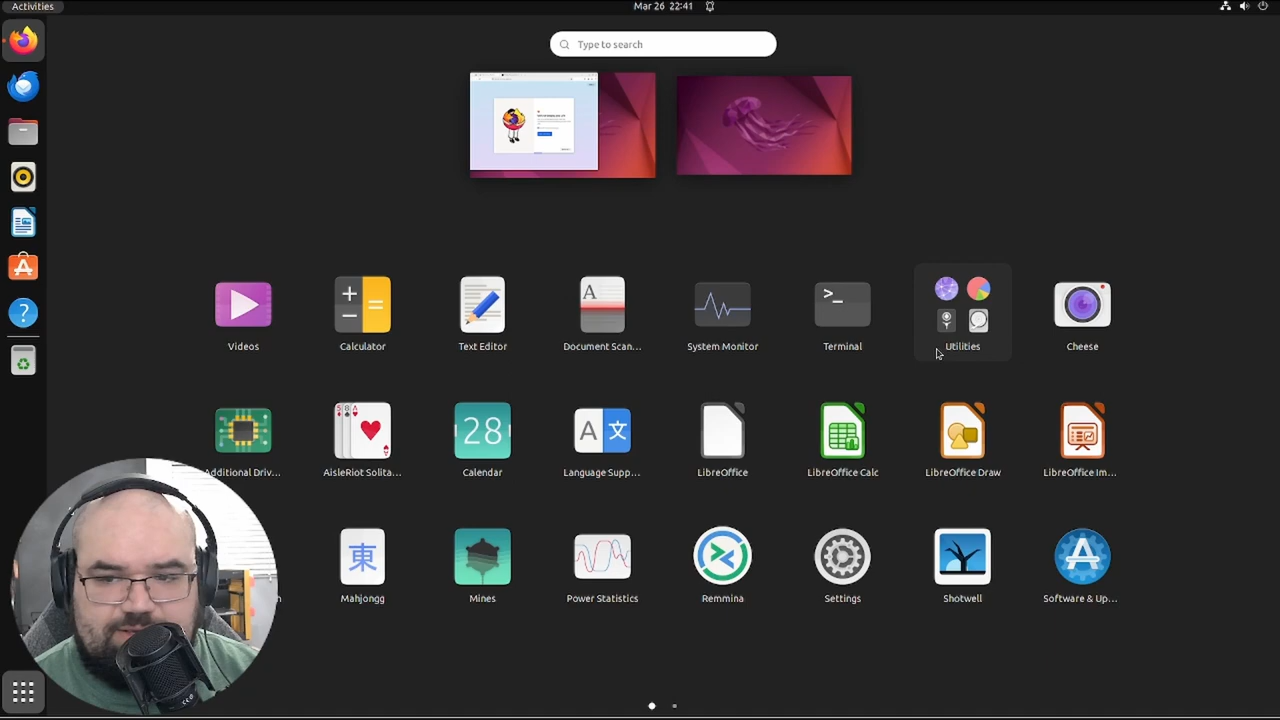 Activities
Mar 26 22:41
Type to search
Videos
Calculator
Text Editor
Document Scan...
System Monitor
Terminal
Utilities
Cheese
Additional Driv...
AisleRiot Solita...
Calendar
Language Supp...
LibreOffice
LibreOffice Calc
LibreOffice Draw
LibreOffice Im...
Mahjongg
Mines
Power Statistics
Remmina
Settings
Shotwell
Software & Up...
28
A
A 文
東
>_